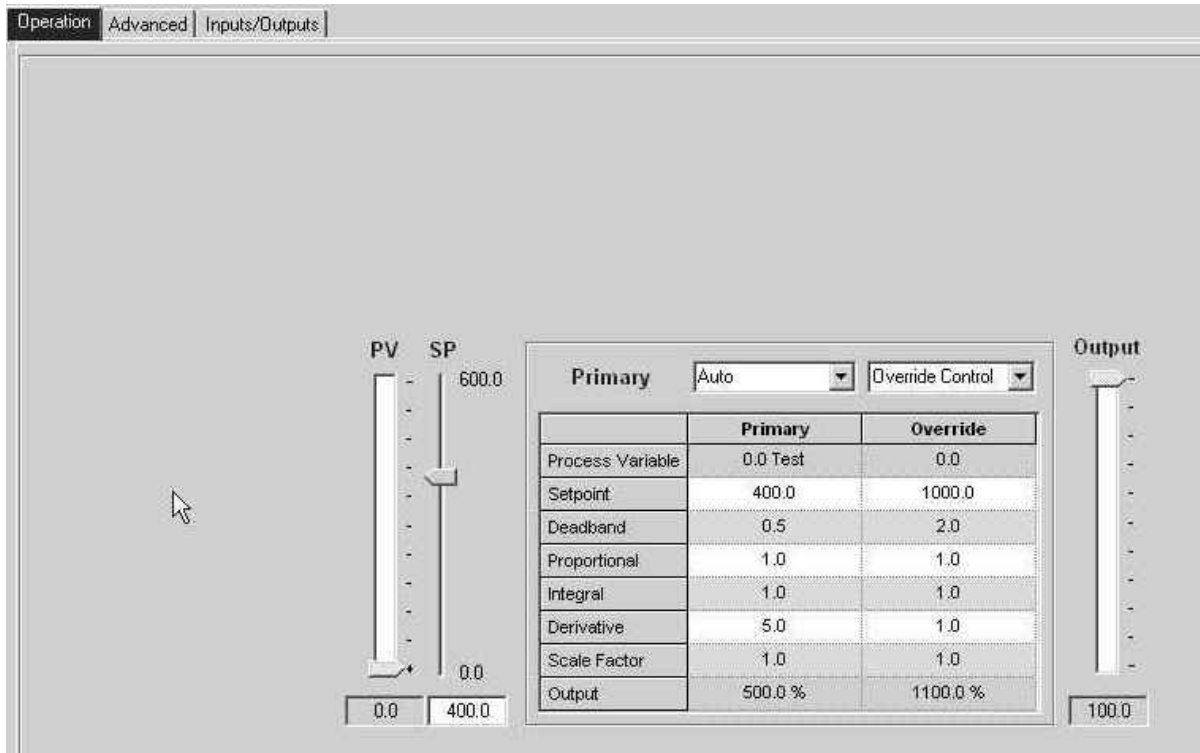 Operation Advanced Inputs/Outputs
PV SP Output
600.0
Primary Auto Override Control
Primary Override
Process Variable 0.0 Test 0.0
Setpoint 400.0 1000.0
Deadband 0.5 2.0
Proportional 1.0 1.0
Integral 1.0 1.0
Derivative 5.0 1.0
Scale Factor 1.0 1.0
Output 500.0 % 1100.0 %
0.0
0.0 400.0 100.0